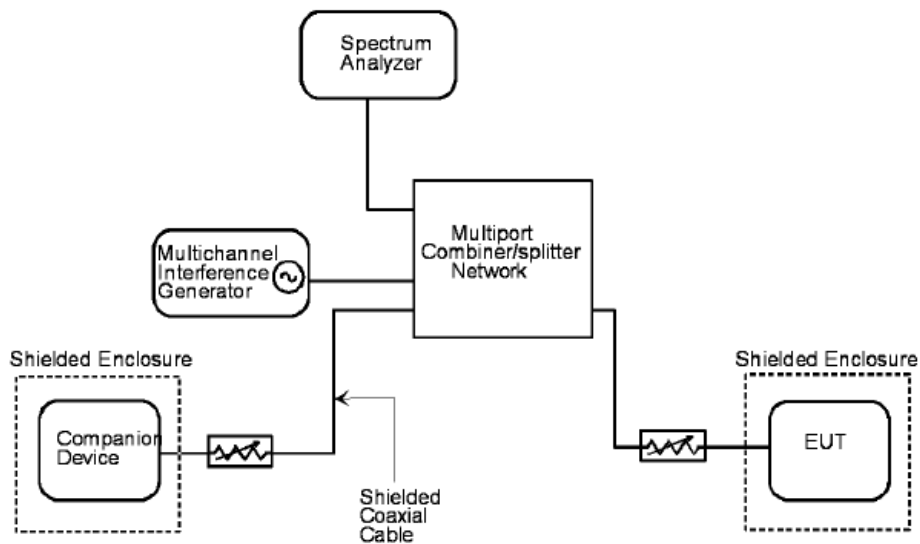 Spectrum
Analyzer
Multiport
Combiner/splitter
Network
Multichannel
Interference
Generator
Shielded Enclosure
Companion
Device
Shielded
Coaxial
Cable
Shielded Enclosure
EUT